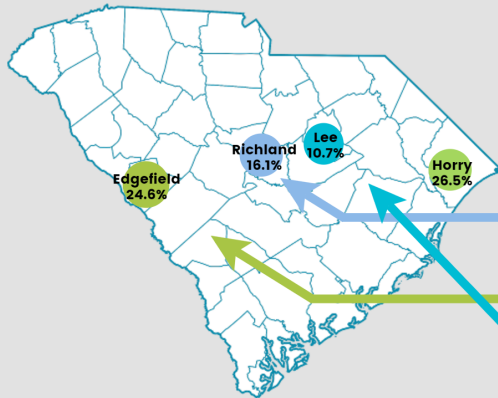 Richland
16.1%
Lee
10.7%
Horry
26.5%
Edgefield
24.6%